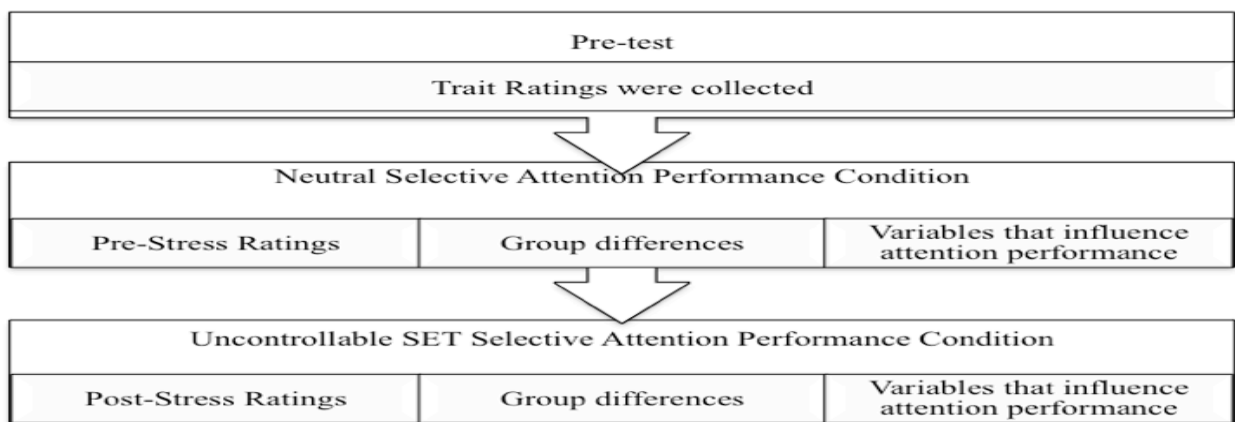 Pre-test
Trait Ratings were collected
Neutral Selective Attention Performance Condition
Pre-Stress Ratings
Group differences
Variables that influence
attention performance
Uncontrollable SET Selective Attention Performance Condition
Post-Stress Ratings
Group differences
Variables that influence
attention performance